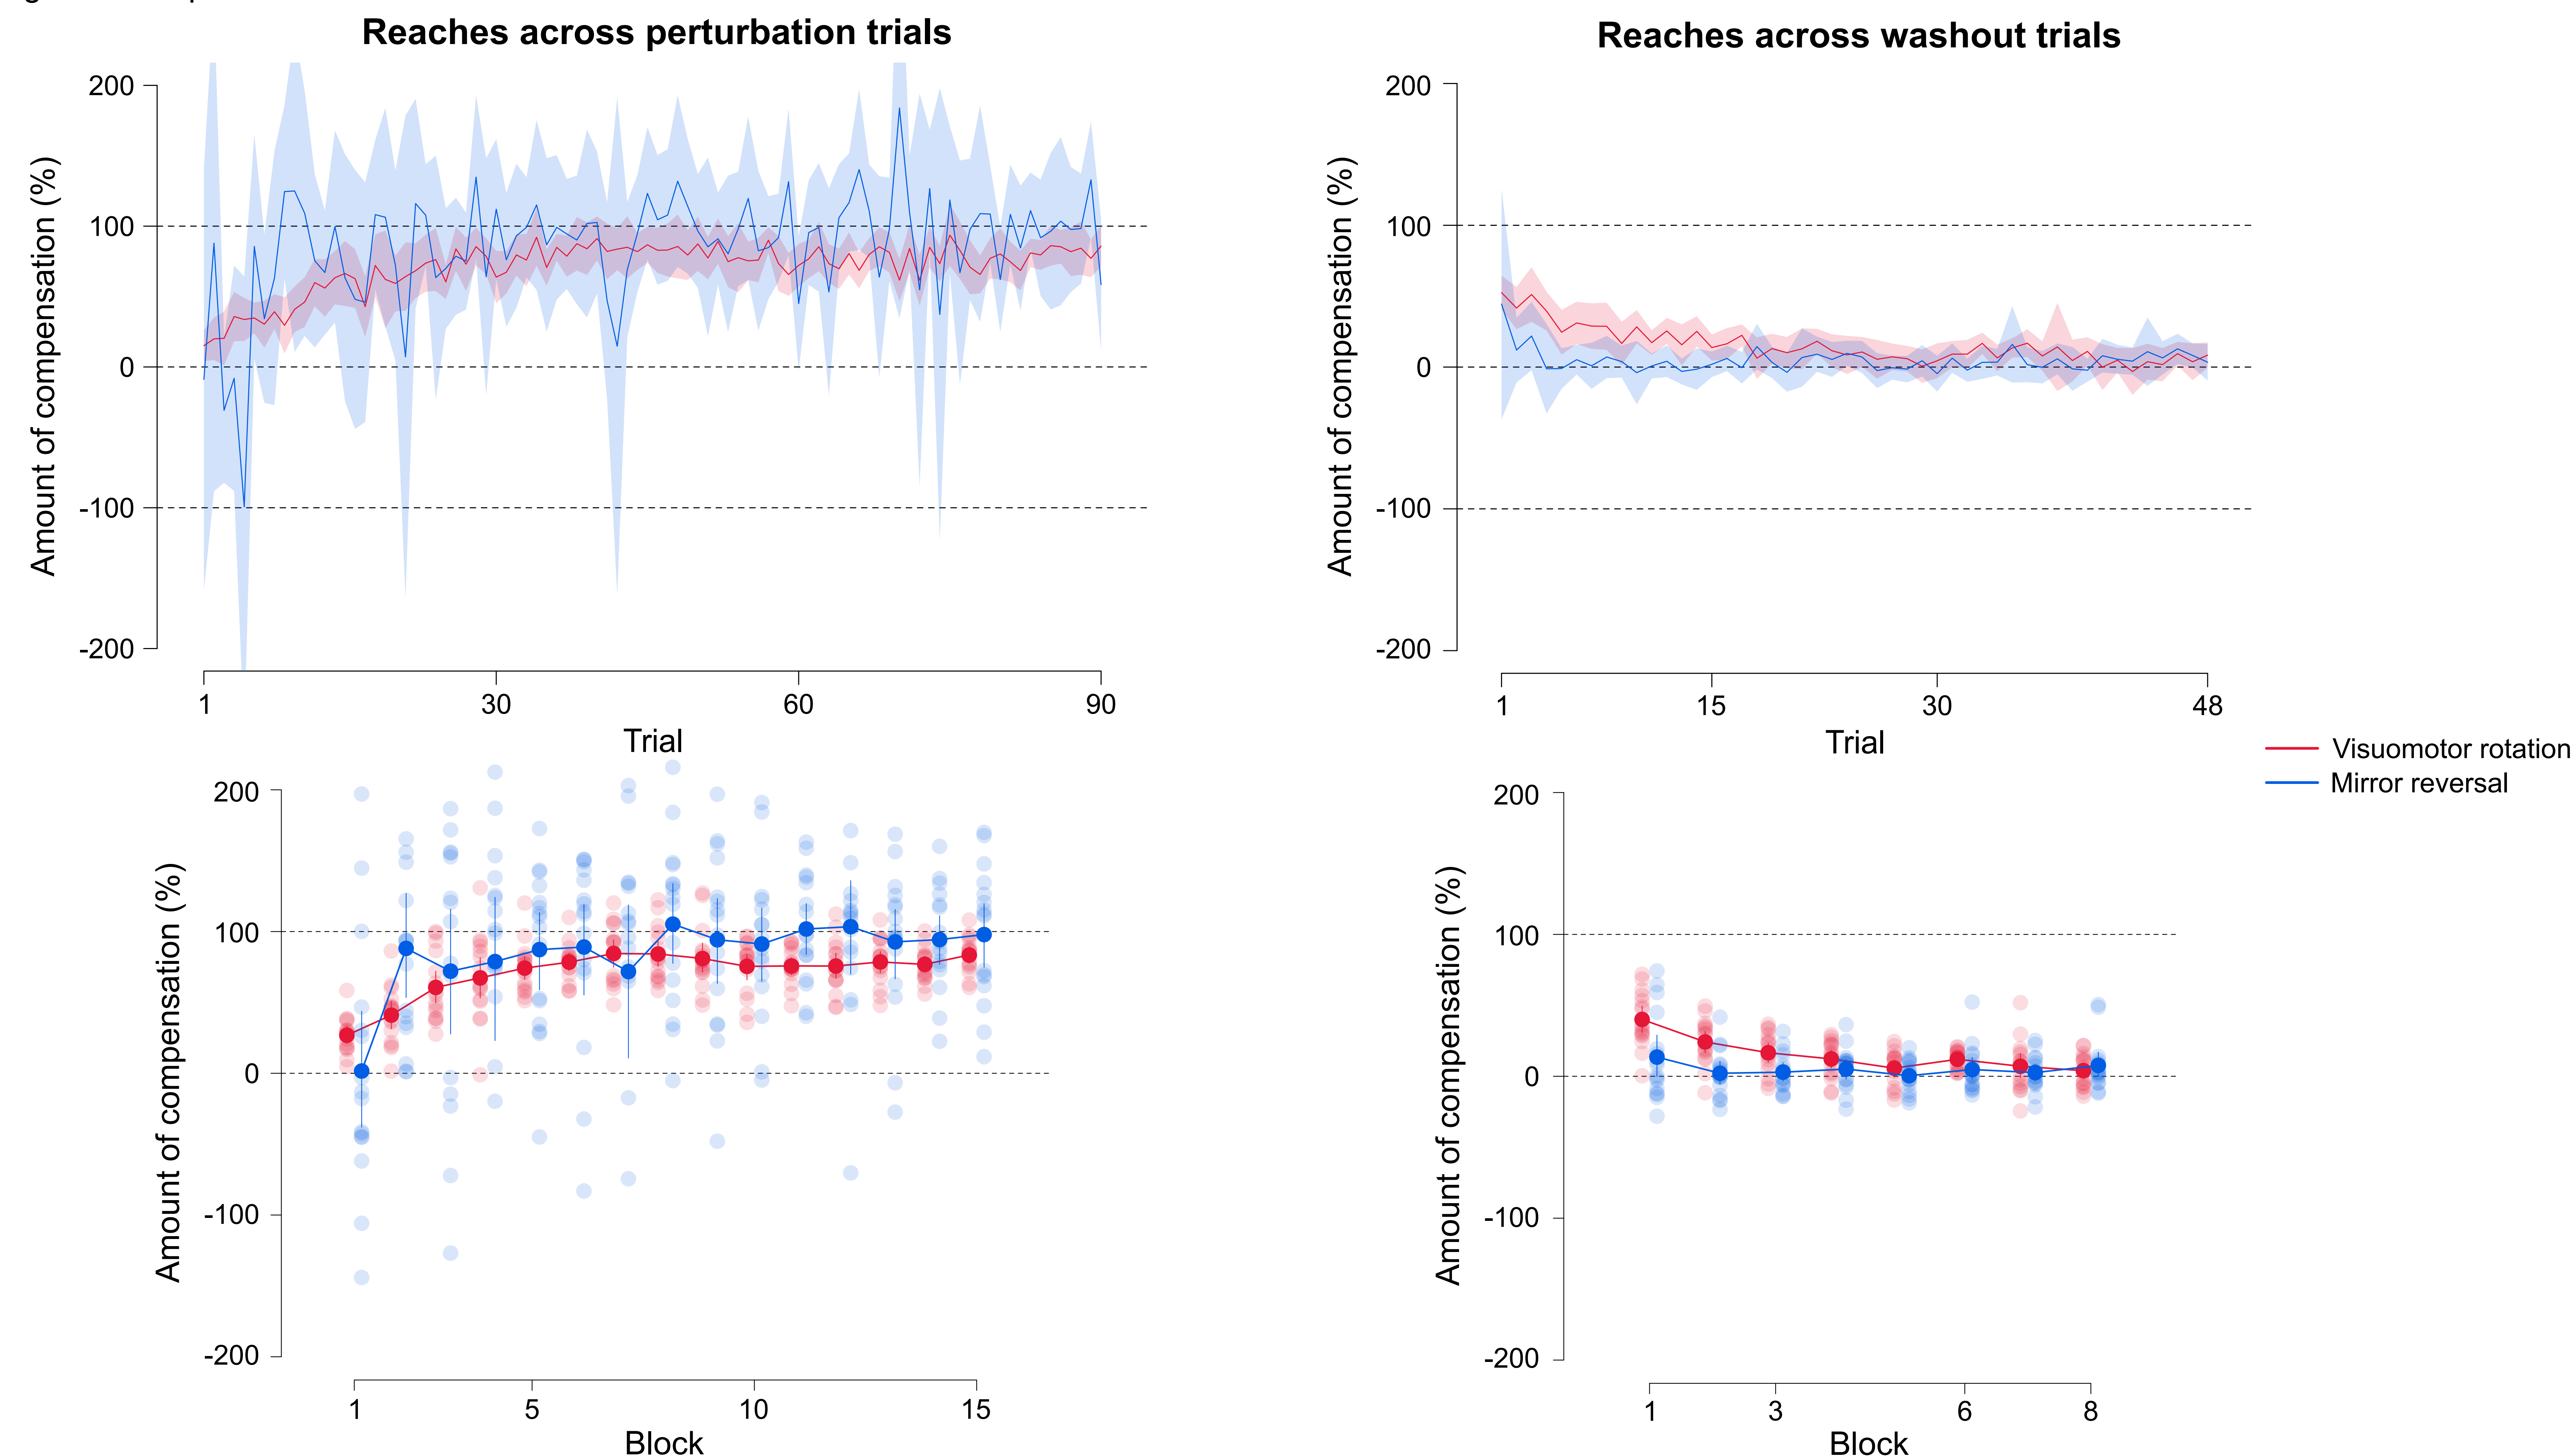 Reaches across perturbation trials
Amount of compensation (%)
200
100
0
-100
-200
1 30 60 90
Trial
Reaches across washout trials
Amount of compensation (%)
200
100
0
-100
-200
1 15 30 48
Trial
Visuomotor rotation
Mirror reversal
Amount of compensation (%)
200
100
0
-100
-200
1 5 10 15
Block
Amount of compensation (%)
200
100
0
-100
-200
1 3 6 8
Block